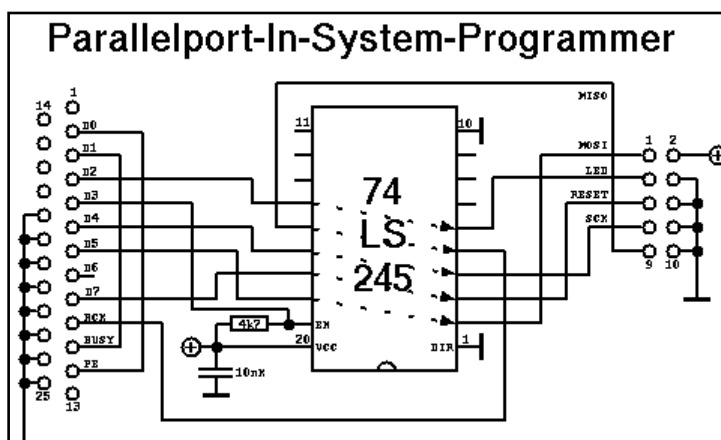 Parallelport-In-System-Programmer
1
14
MISO
D0
11
10
D1
MOSI
1
2
D2
LED
D3
74
RESET
D4
LS
SCK
D5
245
D6
9
10
D7
ACK
4k7
EN
BUSY
20
VCC
DIR
1
PE
10nF
25
13